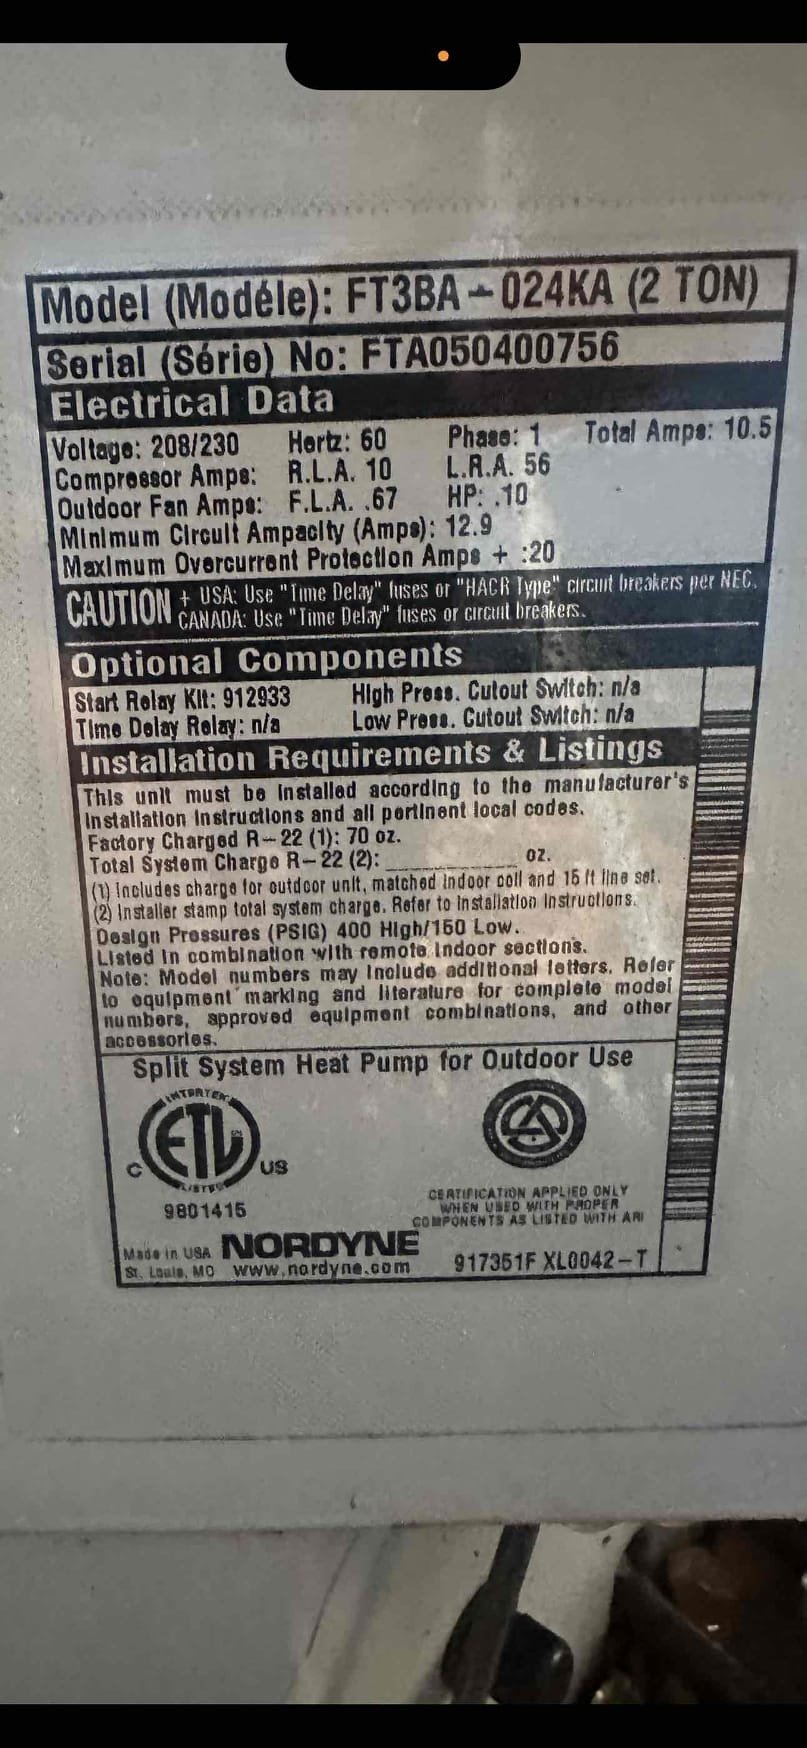 Model (Modéle): FT3BA-024KA (2 TON)
Serial (Série) No: FTA050400756
Electrical Data
Voltage: 208/230 Hertz: 60 Phase: 1 Total Amps: 10.5
Compressor Amps: R.L.A. 10 L.R.A. 56
Outdoor Fan Amps: F.L.A. .67 HP: .10
Minimum Circuit Ampacity (Amps): 12.9
Maximum Overcurrent Protection Amps + :20
CAUTION + USA: Use "Time Delay" fuses or "HACR Type" circuit breakers per NEC.
CANADA: Use "Time Delay" fuses or circuit breakers.
Optional Components
Start Relay Kit: 912933 High Press. Cutout Switch: n/a
Time Delay Relay: n/a Low Press. Cutout Switch: n/a
Installation Requirements & Listings
This unit must be installed according to the manufacturer's
installation instructions and all pertinent local codes.
Factory Charged R-22 (1): 70 oz.
Total System Charge R-22 (2): ____________ oz.
(1) Includes charge for outdoor unit, matched indoor coil and 15 ft line set.
(2) Installer stamp total system charge. Refer to Installation Instructions.
Design Pressures (PSIG) 400 High/150 Low.
Listed in combination with remote indoor sections.
Note: Model numbers may include additional letters. Refer
to equipment marking and literature for complete model
numbers, approved equipment combinations, and other
accessories.
Split System Heat Pump for Outdoor Use
INTERTEK
ETL
LISTED
C US
9801415
CERTIFICATION APPLIED ONLY
WHEN USED WITH PROPER
COMPONENTS AS LISTED WITH ARI
Made in USA NORDYNE
St. Louis, MO www.nordyne.com 917351F XL0042-T